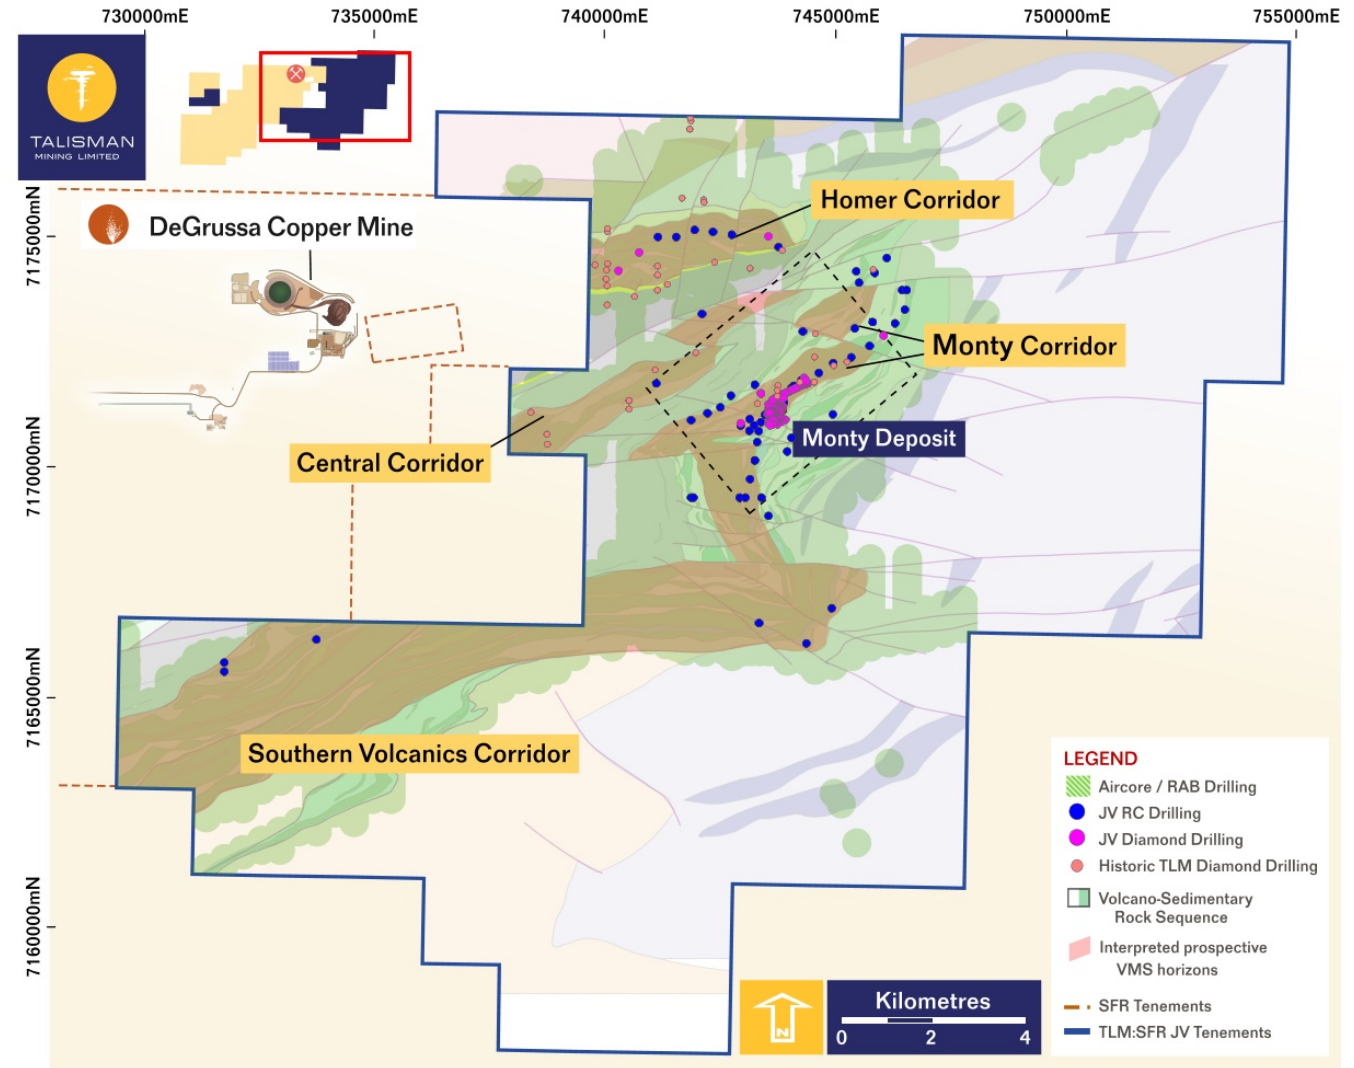 730000mE
735000mE
740000mE
745000mE
750000mE
755000mE
TALISMAN
MINING LIMITED
7175000mN
7170000mN
7165000mN
7160000mN
DeGrussa Copper Mine
Homer Corridor
Monty Corridor
Monty Deposit
Central Corridor
Southern Volcanics Corridor
LEGEND
Aircore / RAB Drilling
JV RC Drilling
JV Diamond Drilling
Historic TLM Diamond Drilling
Volcano-Sedimentary
Rock Sequence
Interpreted prospective
VMS horizons
SFR Tenements
TLM:SFR JV Tenements
N
Kilometres
0 2 4